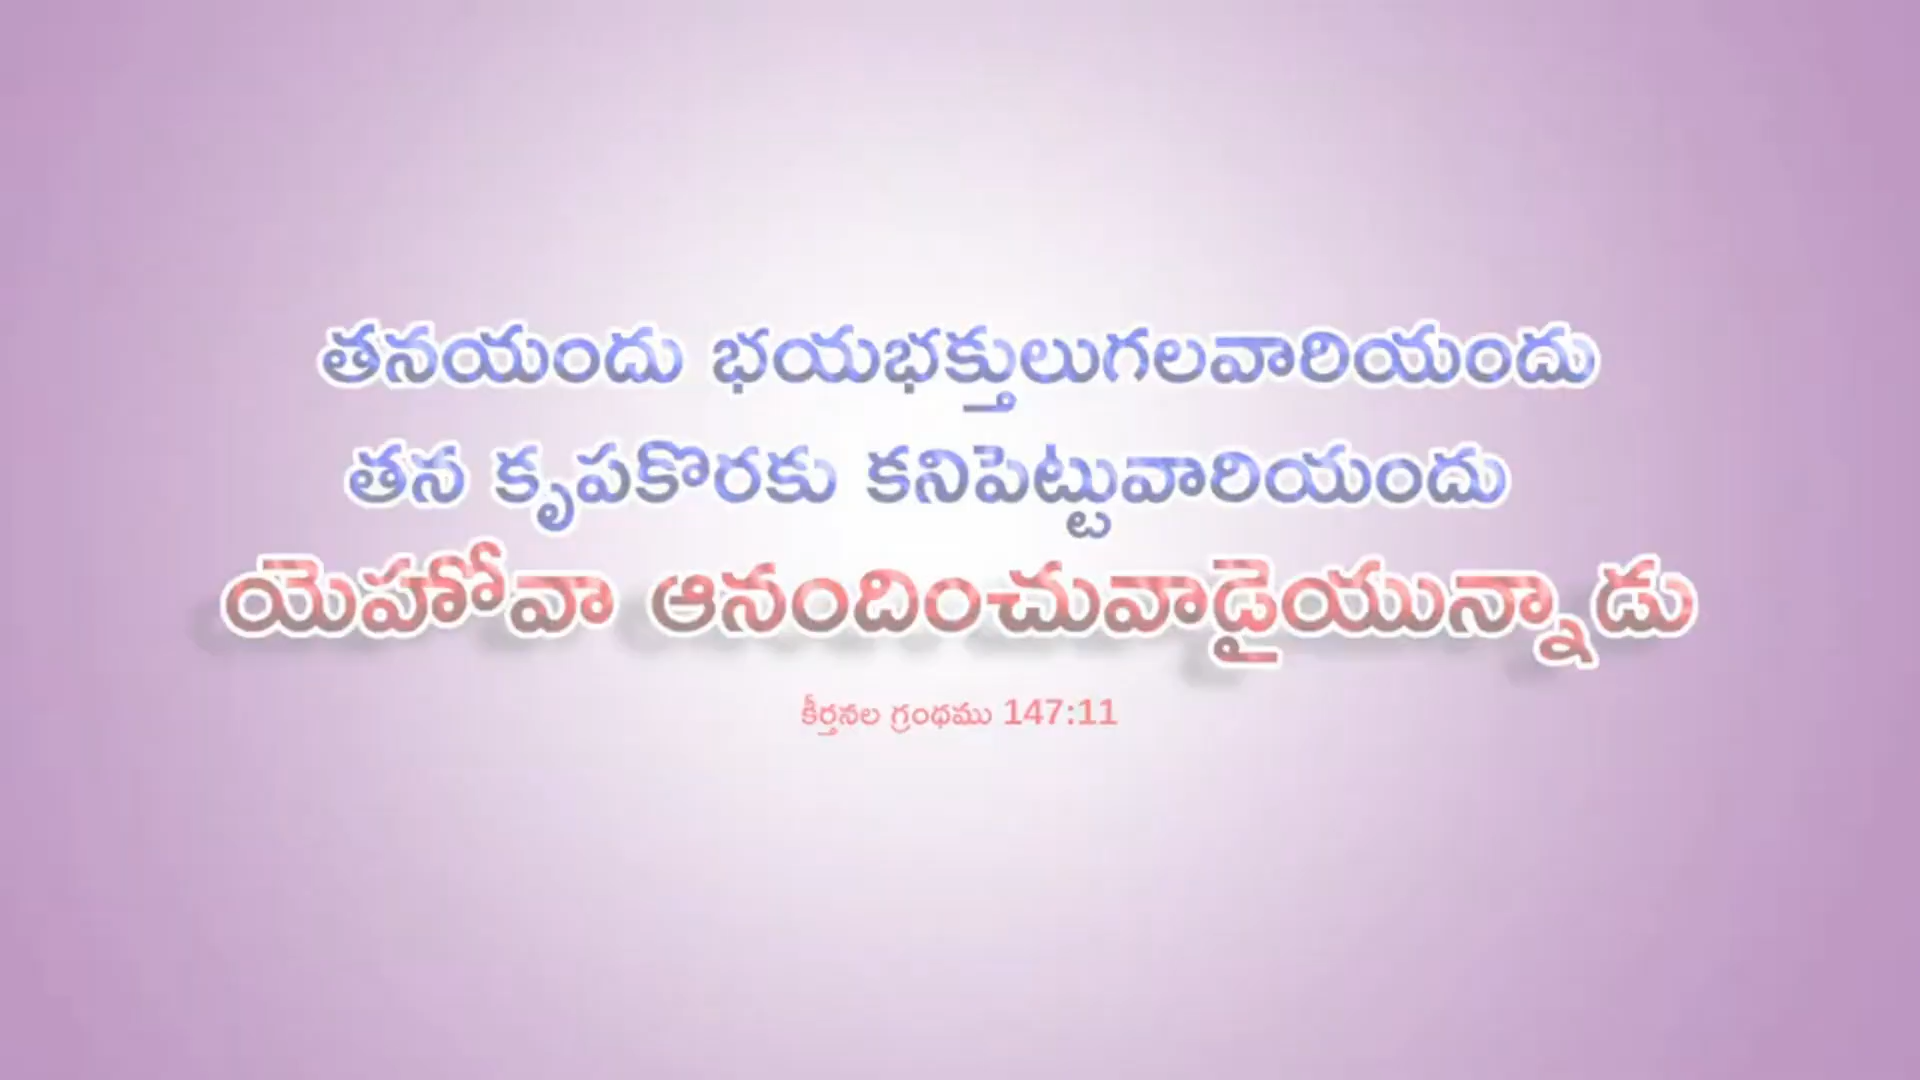 తనయందు భయభక్తులుగలవారియందు
తన కృపకొరకు కనిపెట్టువారియందు
యెహోవా ఆనందించువాడైయున్నాడు
కీర్తనల గ్రంథము 147:11